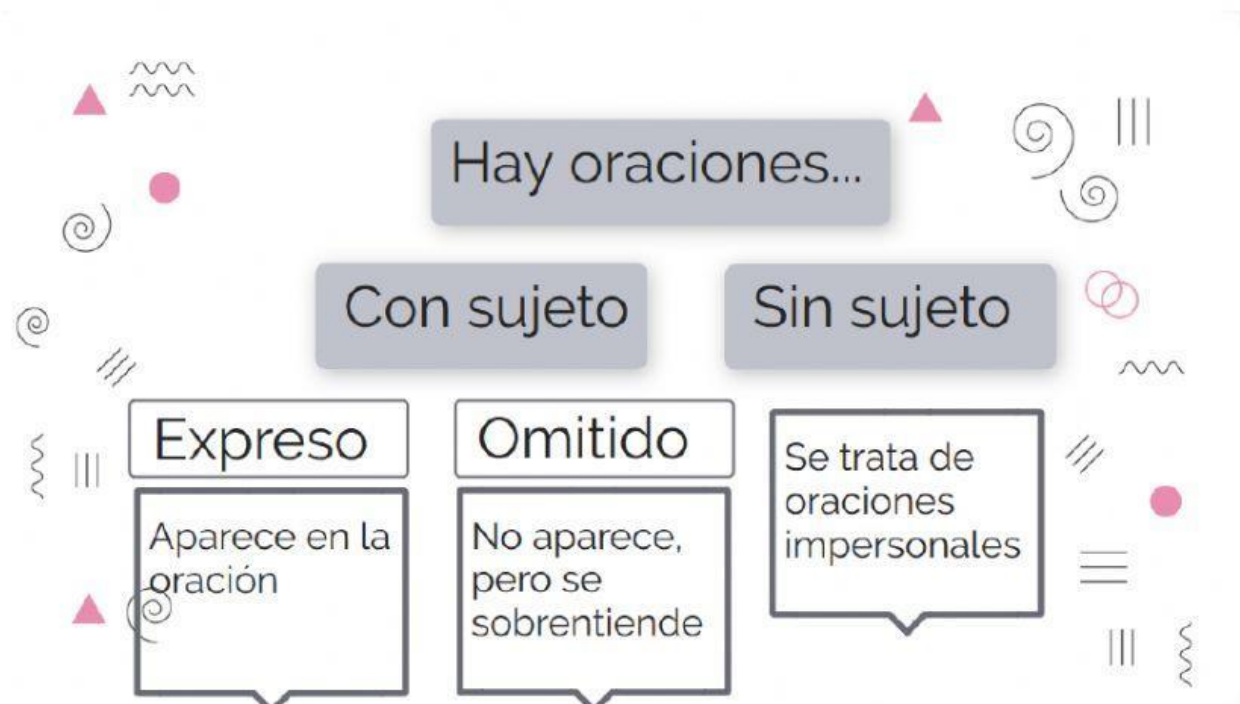 Hay oraciones...
Con sujeto
Sin sujeto
Expreso
Aparece en la
oración
Omitido
No aparece,
pero se
sobrentiende
Se trata de
oraciones
impersonales